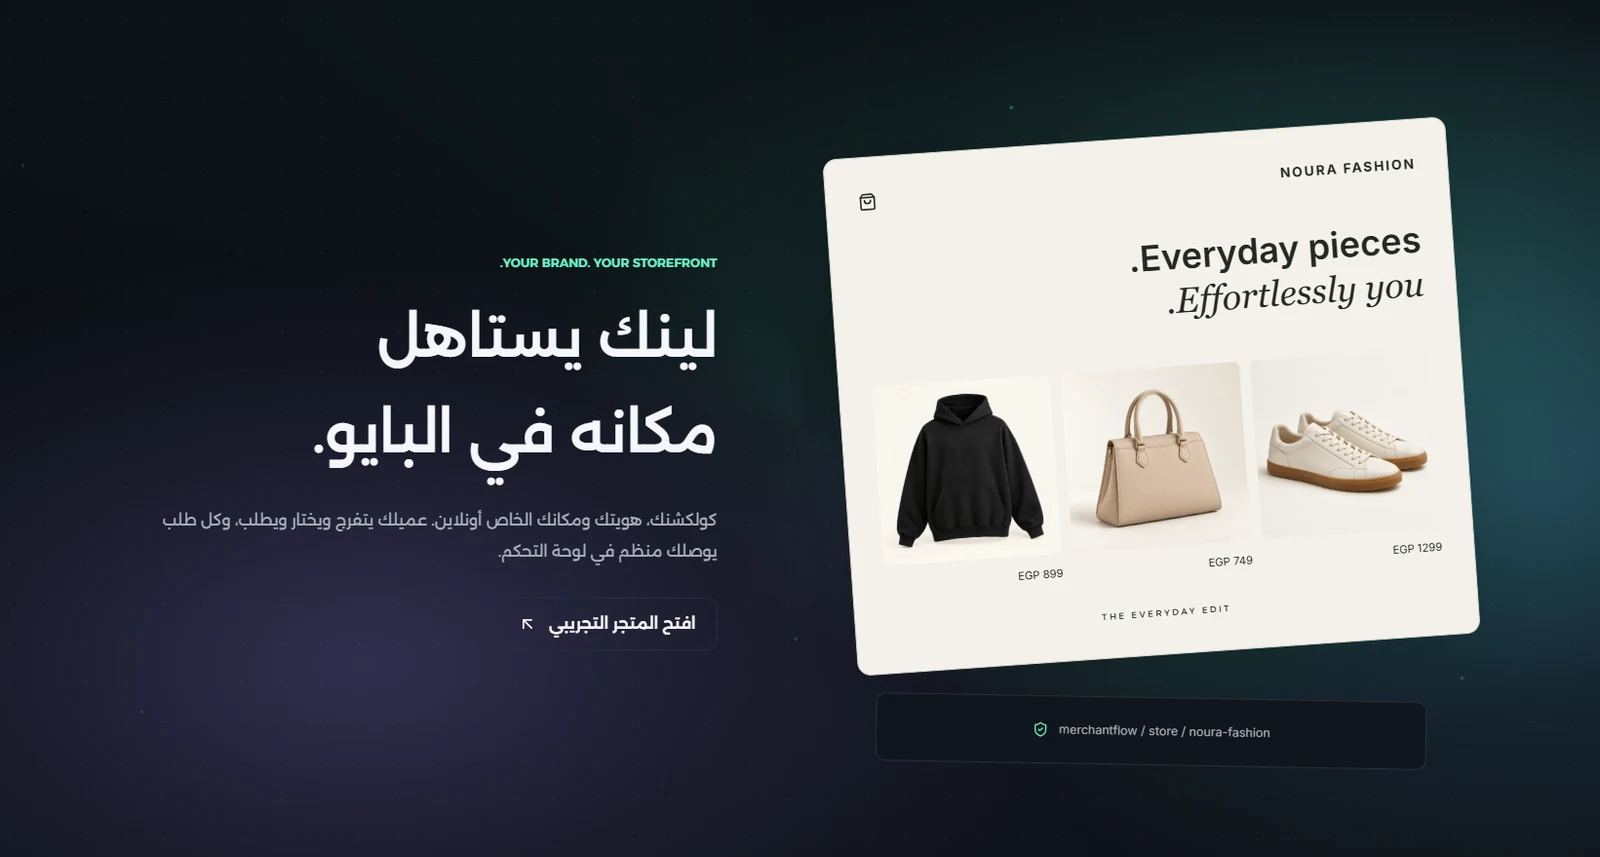 .YOUR BRAND. YOUR STOREFRONT
لينك يستاهل
مكانه في البايو.
كولكشنك، هويتك ومكانك الخاص أونلاين. عميلك يتفرج ويختار ويطلب، وكل طلب
يوصلك منظم في لوحة التحكم.
افتح المتجر التجريبي
NOURA FASHION
.Everyday pieces
.Effortlessly you
EGP 1299
EGP 749
EGP 899
THE EVERYDAY EDIT
merchantflow / store / noura-fashion